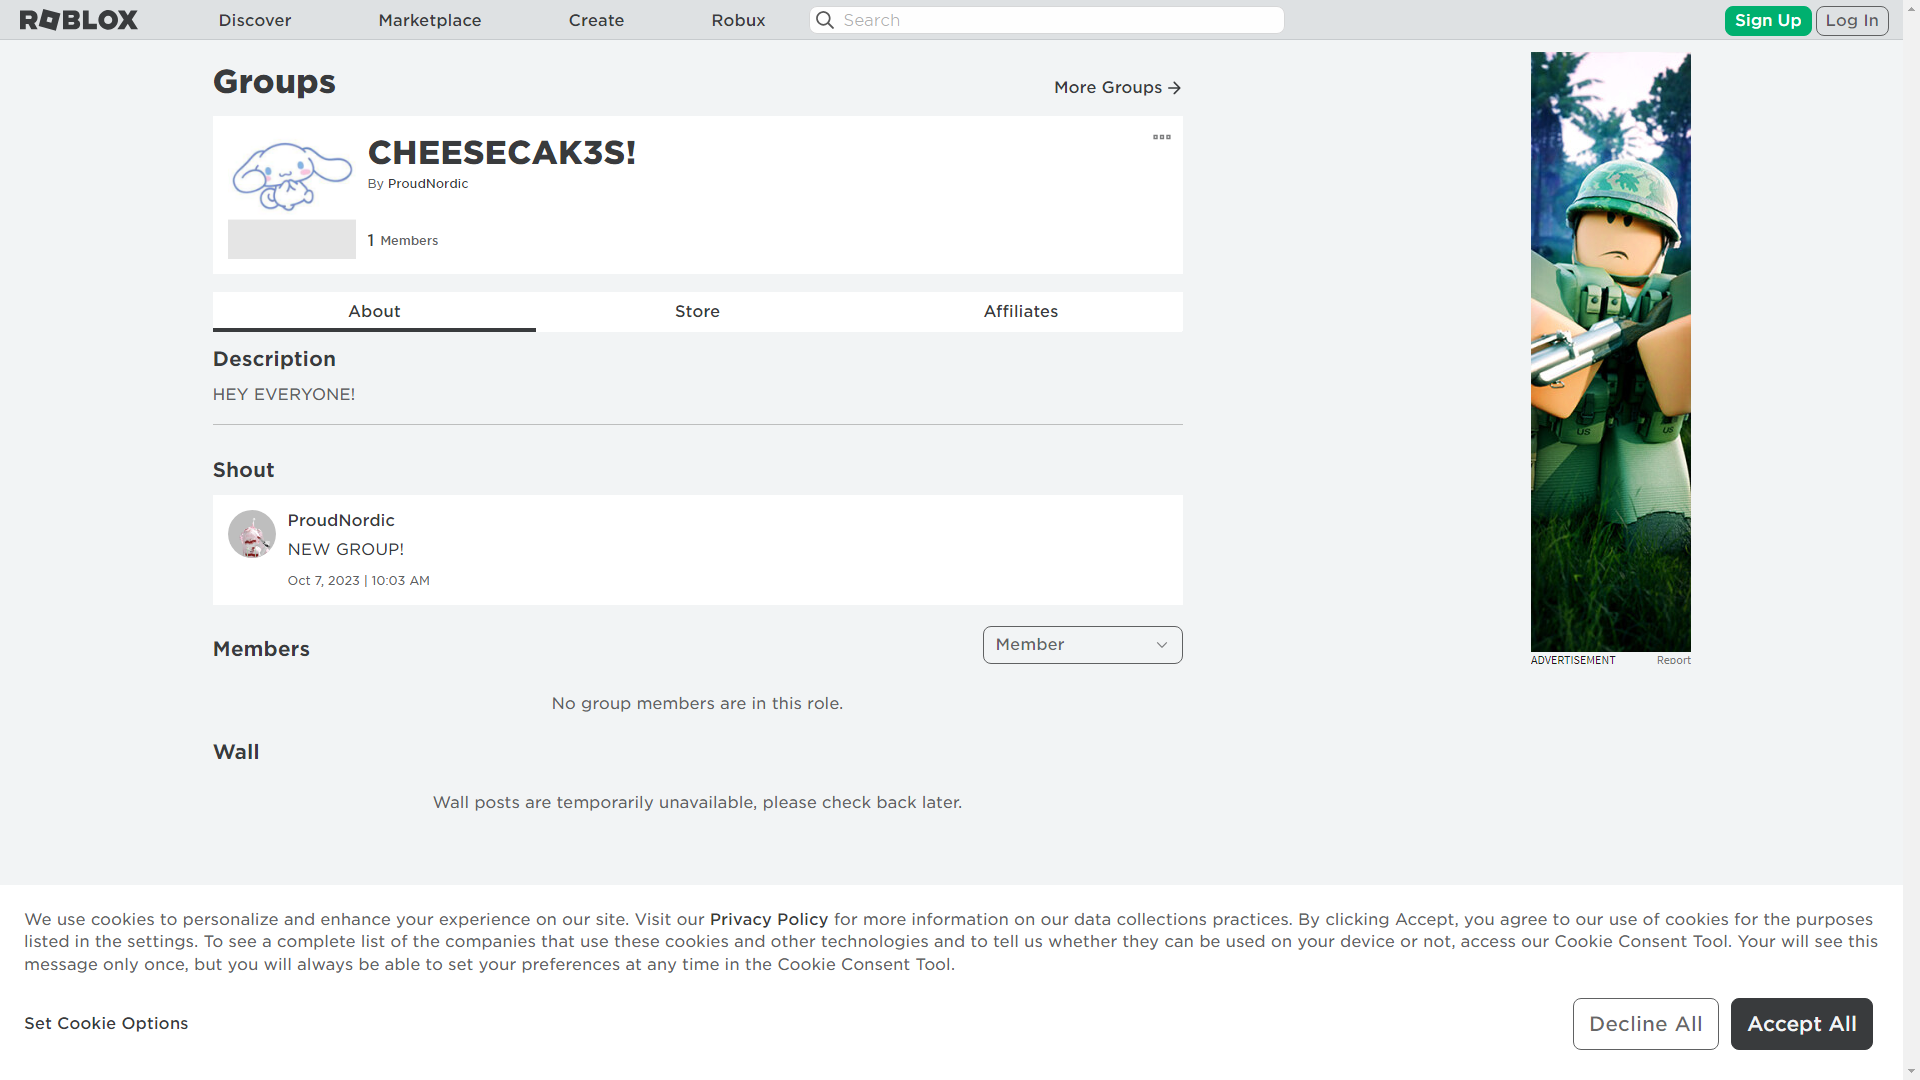 ROBLOX
Discover
Marketplace
Create
Robux
Search
Sign Up
Log In
Groups
More Groups
CHEESECAK3S!
By ProudNordic
1 Members
About
Store
Affiliates
Description
HEY EVERYONE!
Shout
ProudNordic
NEW GROUP!
Oct 7, 2023 | 10:03 AM
Members
Member
No group members are in this role.
Wall
Wall posts are temporarily unavailable, please check back later.
US
US
ADVERTISEMENT
Report
We use cookies to personalize and enhance your experience on our site. Visit our Privacy Policy for more information on our data collections practices. By clicking Accept, you agree to our use of cookies for the purposes
listed in the settings. To see a complete list of the companies that use these cookies and other technologies and to tell us whether they can be used on your device or not, access our Cookie Consent Tool. Your will see this
message only once, but you will always be able to set your preferences at any time in the Cookie Consent Tool.
Set Cookie Options
Decline All
Accept All